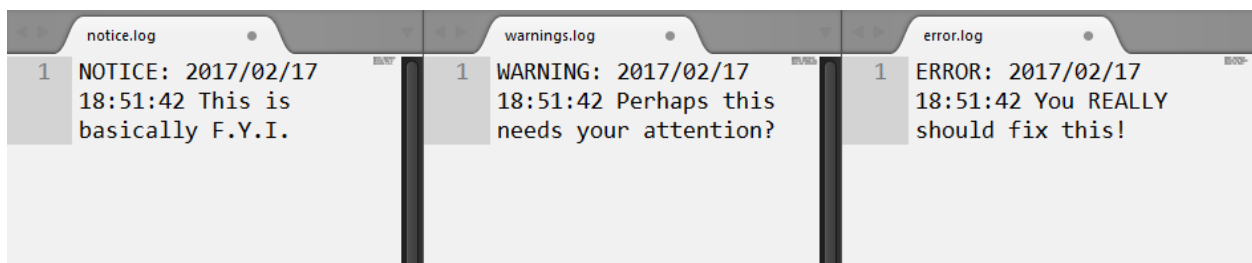 notice.log
1 NOTICE: 2017/02/17
18:51:42 This is
basically F.Y.I.
warnings.log
1 WARNING: 2017/02/17
18:51:42 Perhaps this
needs your attention?
error.log
1 ERROR: 2017/02/17
18:51:42 You REALLY
should fix this!